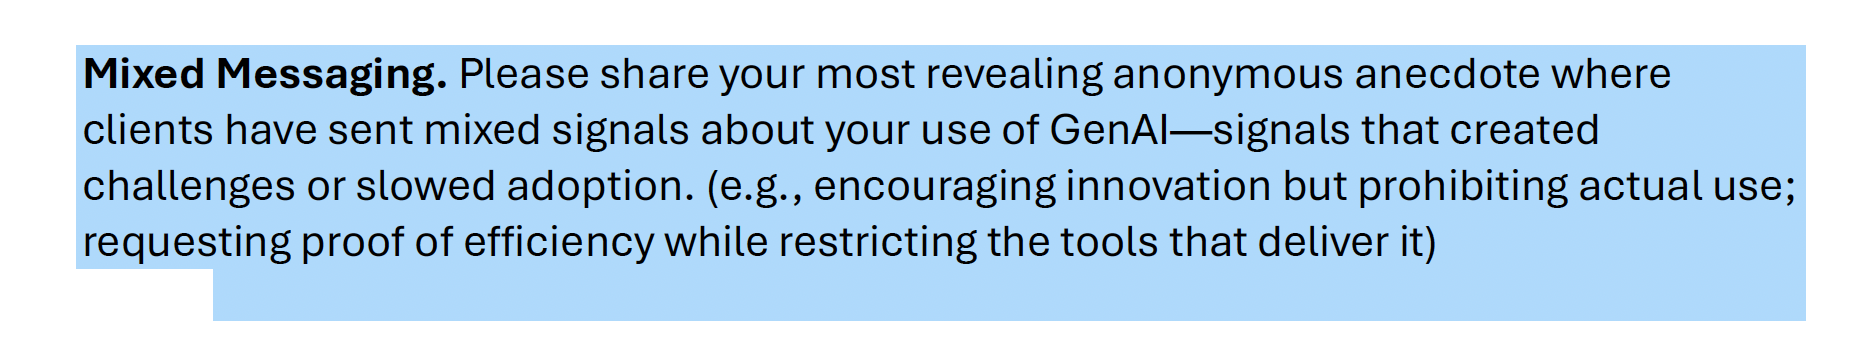 Mixed Messaging. Please share your most revealing anonymous anecdote where
clients have sent mixed signals about your use of GenAI—signals that created
challenges or slowed adoption. (e.g., encouraging innovation but prohibiting actual use;
requesting proof of efficiency while restricting the tools that deliver it)